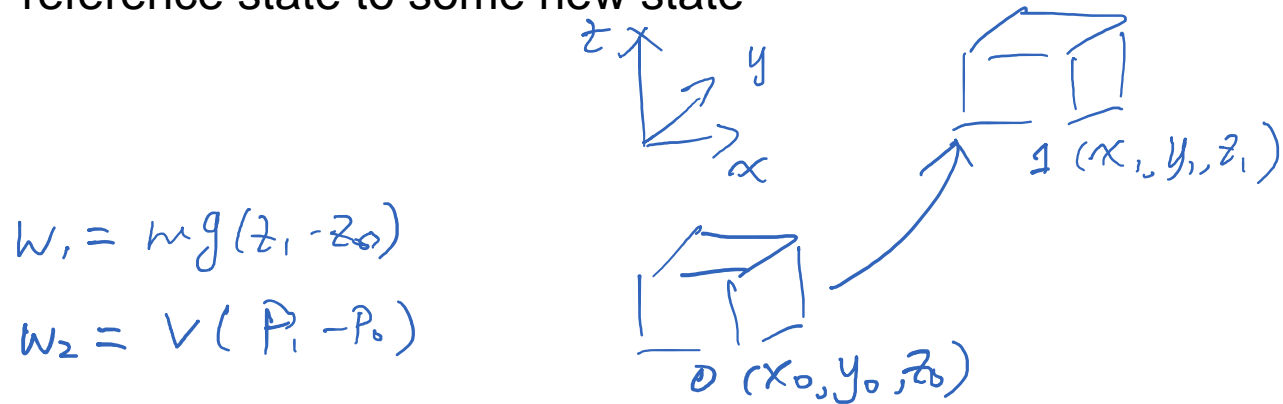 reference state to some new state
z
y
x
1 (x₁, y₁, z₁)
W₁ = mg(z₁ - z₀)
W₂ = V(P₁ - P₀)
0 (x₀, y₀, z₀)